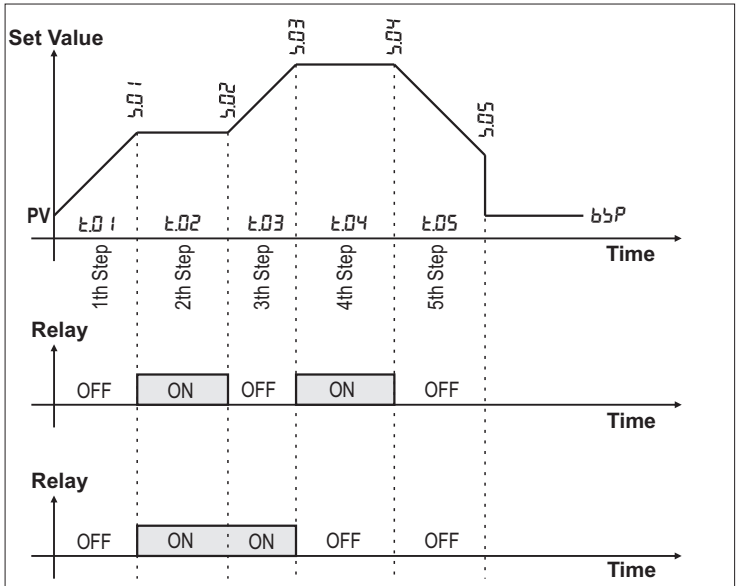 Set Value
S.01
S.02
S.03
S.04
S.05
PV
t.01
t.02
t.03
t.04
t.05
bSP
Time
1th Step
2th Step
3th Step
4th Step
5th Step
Relay
OFF
ON
OFF
ON
OFF
Time
Relay
OFF
ON
ON
OFF
OFF
Time